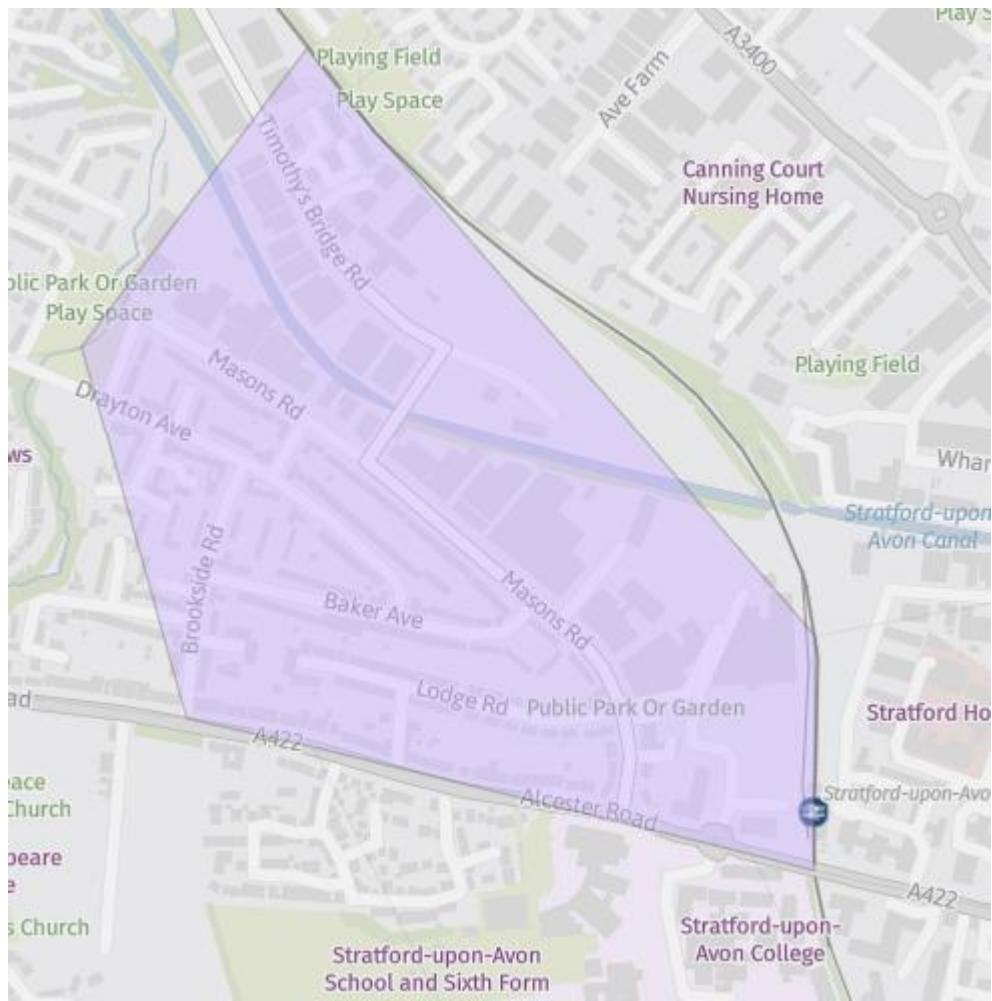 Play S
A3400
Playing Field
Play Space
Ave Farm
Timothy's Bridge Rd
Canning Court
Nursing Home
blic Park Or Garden
Play Space
Masons Rd
Playing Field
Drayton Ave
ws
Whar
Stratford-upon
Avon Canal
Brookside Rd
Baker Ave
Masons Rd
Lodge Rd
Public Park Or Garden
ad
Stratford Ho
A422
pace
Church
Alcester Road
Stratford-upon-Avo
peare
e
A422
s Church
Stratford-upon-Avon
School and Sixth Form
Stratford-upon-
Avon College